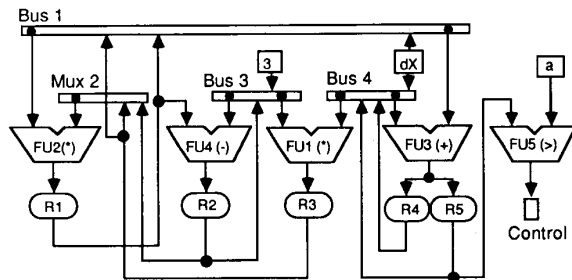 Bus 1
Mux 2
Bus 3
3
Bus 4
dX
a
FU2(*)
FU4 (-)
FU1 (*)
FU3 (+)
FU5 (>)
R1
R2
R3
R4
R5
Control